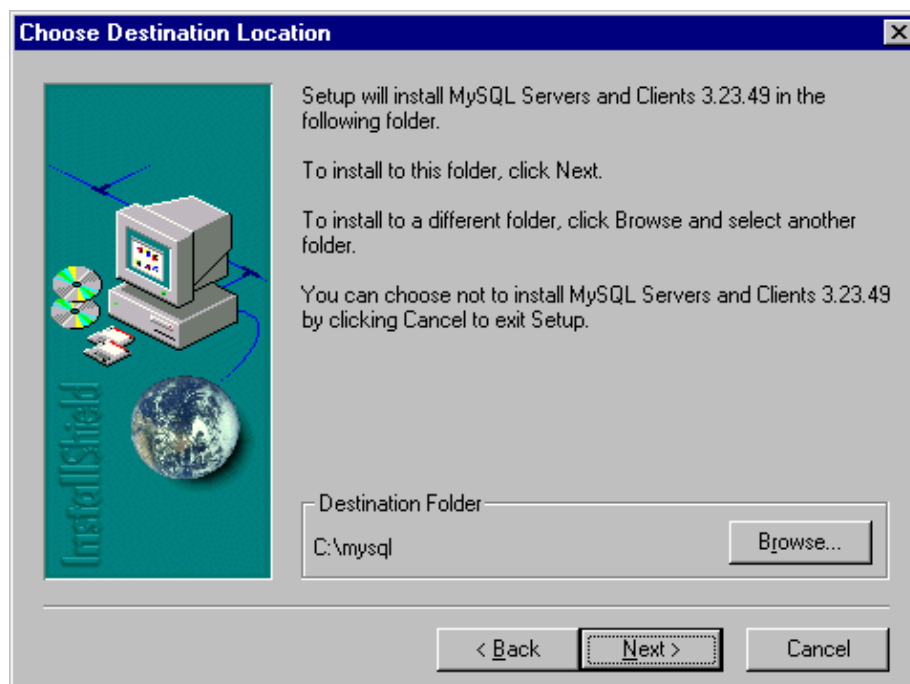 Choose Destination Location
Setup will install MySQL Servers and Clients 3.23.49 in the
following folder.
To install to this folder, click Next.
To install to a different folder, click Browse and select another
folder.
You can choose not to install MySQL Servers and Clients 3.23.49
by clicking Cancel to exit Setup.
InstallShield
Destination Folder
C:\mysql
Browse...
< Back
Next >
Cancel